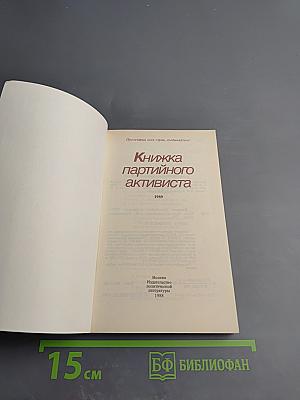 Пролетарии всех стран, соединяйтесь!
Книжка
партийного
активиста
1989
Москва
Издательство
политической
литературы
1988
15 см
БФ БИБЛИОФАН